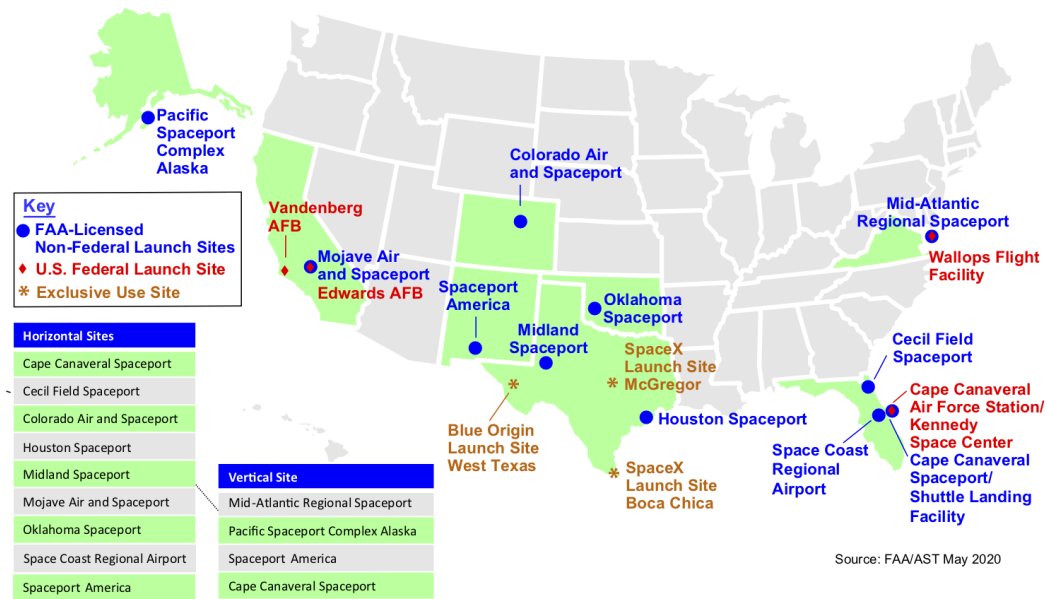 Pacific
Spaceport
Complex
Alaska
Colorado Air
and Spaceport
Key
FAA-Licensed
Non-Federal Launch Sites
U.S. Federal Launch Site
Exclusive Use Site
Vandenberg
AFB
Mojave Air
and Spaceport
Edwards AFB
Spaceport
America
Midland
Spaceport
Oklahoma
Spaceport
SpaceX
Launch Site
McGregor
Mid-Atlantic
Regional Spaceport
Wallops Flight
Facility
Cecil Field
Spaceport
Cape Canaveral
Air Force Station/
Kennedy
Space Center
Cape Canaveral
Spaceport/
Shuttle Landing
Facility
Space Coast
Regional
Airport
Houston Spaceport
Blue Origin
Launch Site
West Texas
SpaceX
Launch Site
Boca Chica
Horizontal Sites
Cape Canaveral Spaceport
Cecil Field Spaceport
Colorado Air and Spaceport
Houston Spaceport
Midland Spaceport
Mojave Air and Spaceport
Oklahoma Spaceport
Space Coast Regional Airport
Spaceport America
Vertical Site
Mid-Atlantic Regional Spaceport
Pacific Spaceport Complex Alaska
Spaceport America
Cape Canaveral Spaceport
Source: FAA/AST May 2020